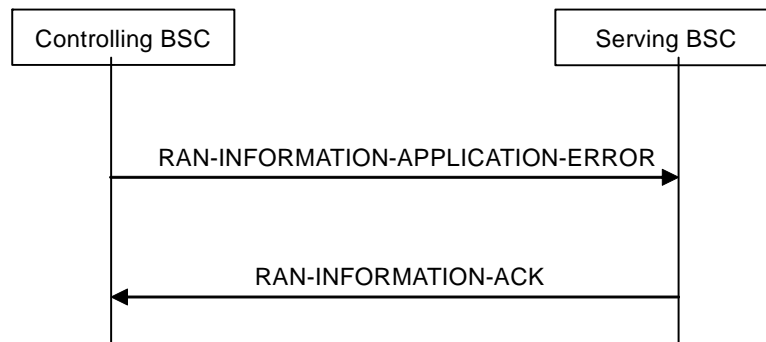 Controlling BSC
Serving BSC
RAN-INFORMATION-APPLICATION-ERROR
RAN-INFORMATION-ACK